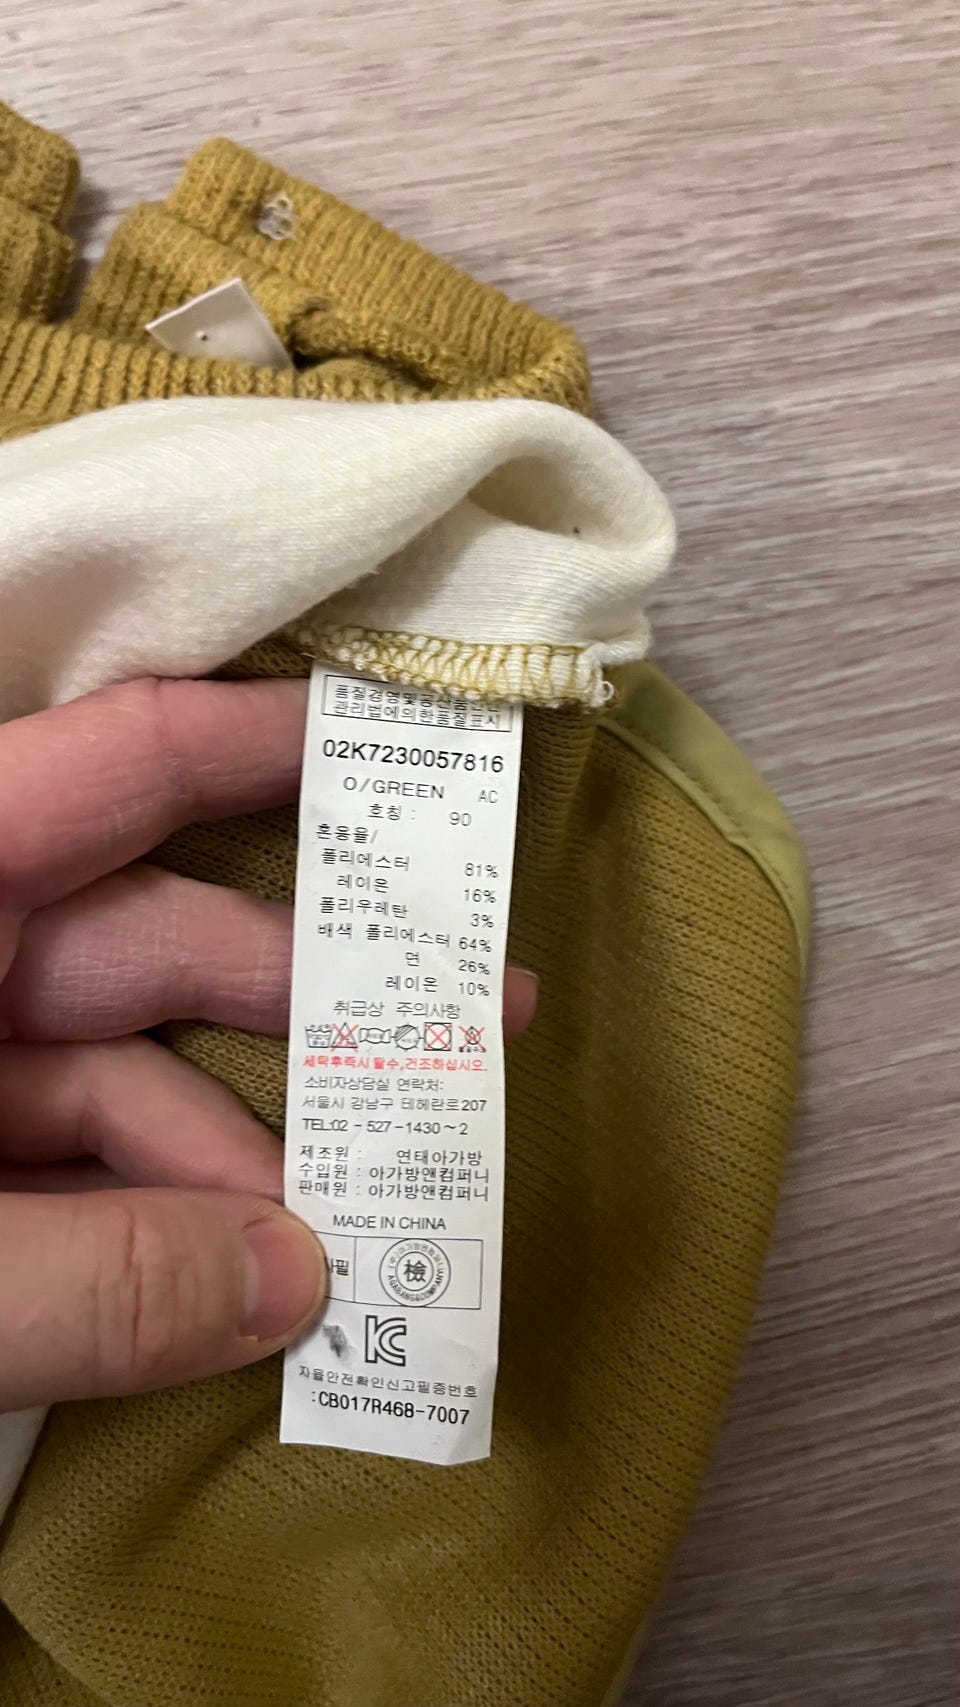 품질경영및공산품안전
관리법에의한품질표시
02K7230057816
O/GREEN AC
호칭 : 90
혼용율/
폴리에스터 81%
레이온 16%
폴리우레탄 3%
배색 폴리에스터 64%
면 26%
레이온 10%
취급상 주의사항
세탁후즉시탈수,건조하십시오.
소비자상담실 연락처:
서울시 강남구 테헤란로207
TEL:02 - 527 -1430 ~ 2
제조원 : 연태아가방
수입원 : 아가방앤컴퍼니
판매원 : 아가방앤컴퍼니
MADE IN CHINA
사필
檢
AGABANG&COMPANY
KC
자율안전확인신고필증번호
:CB017R468-7007